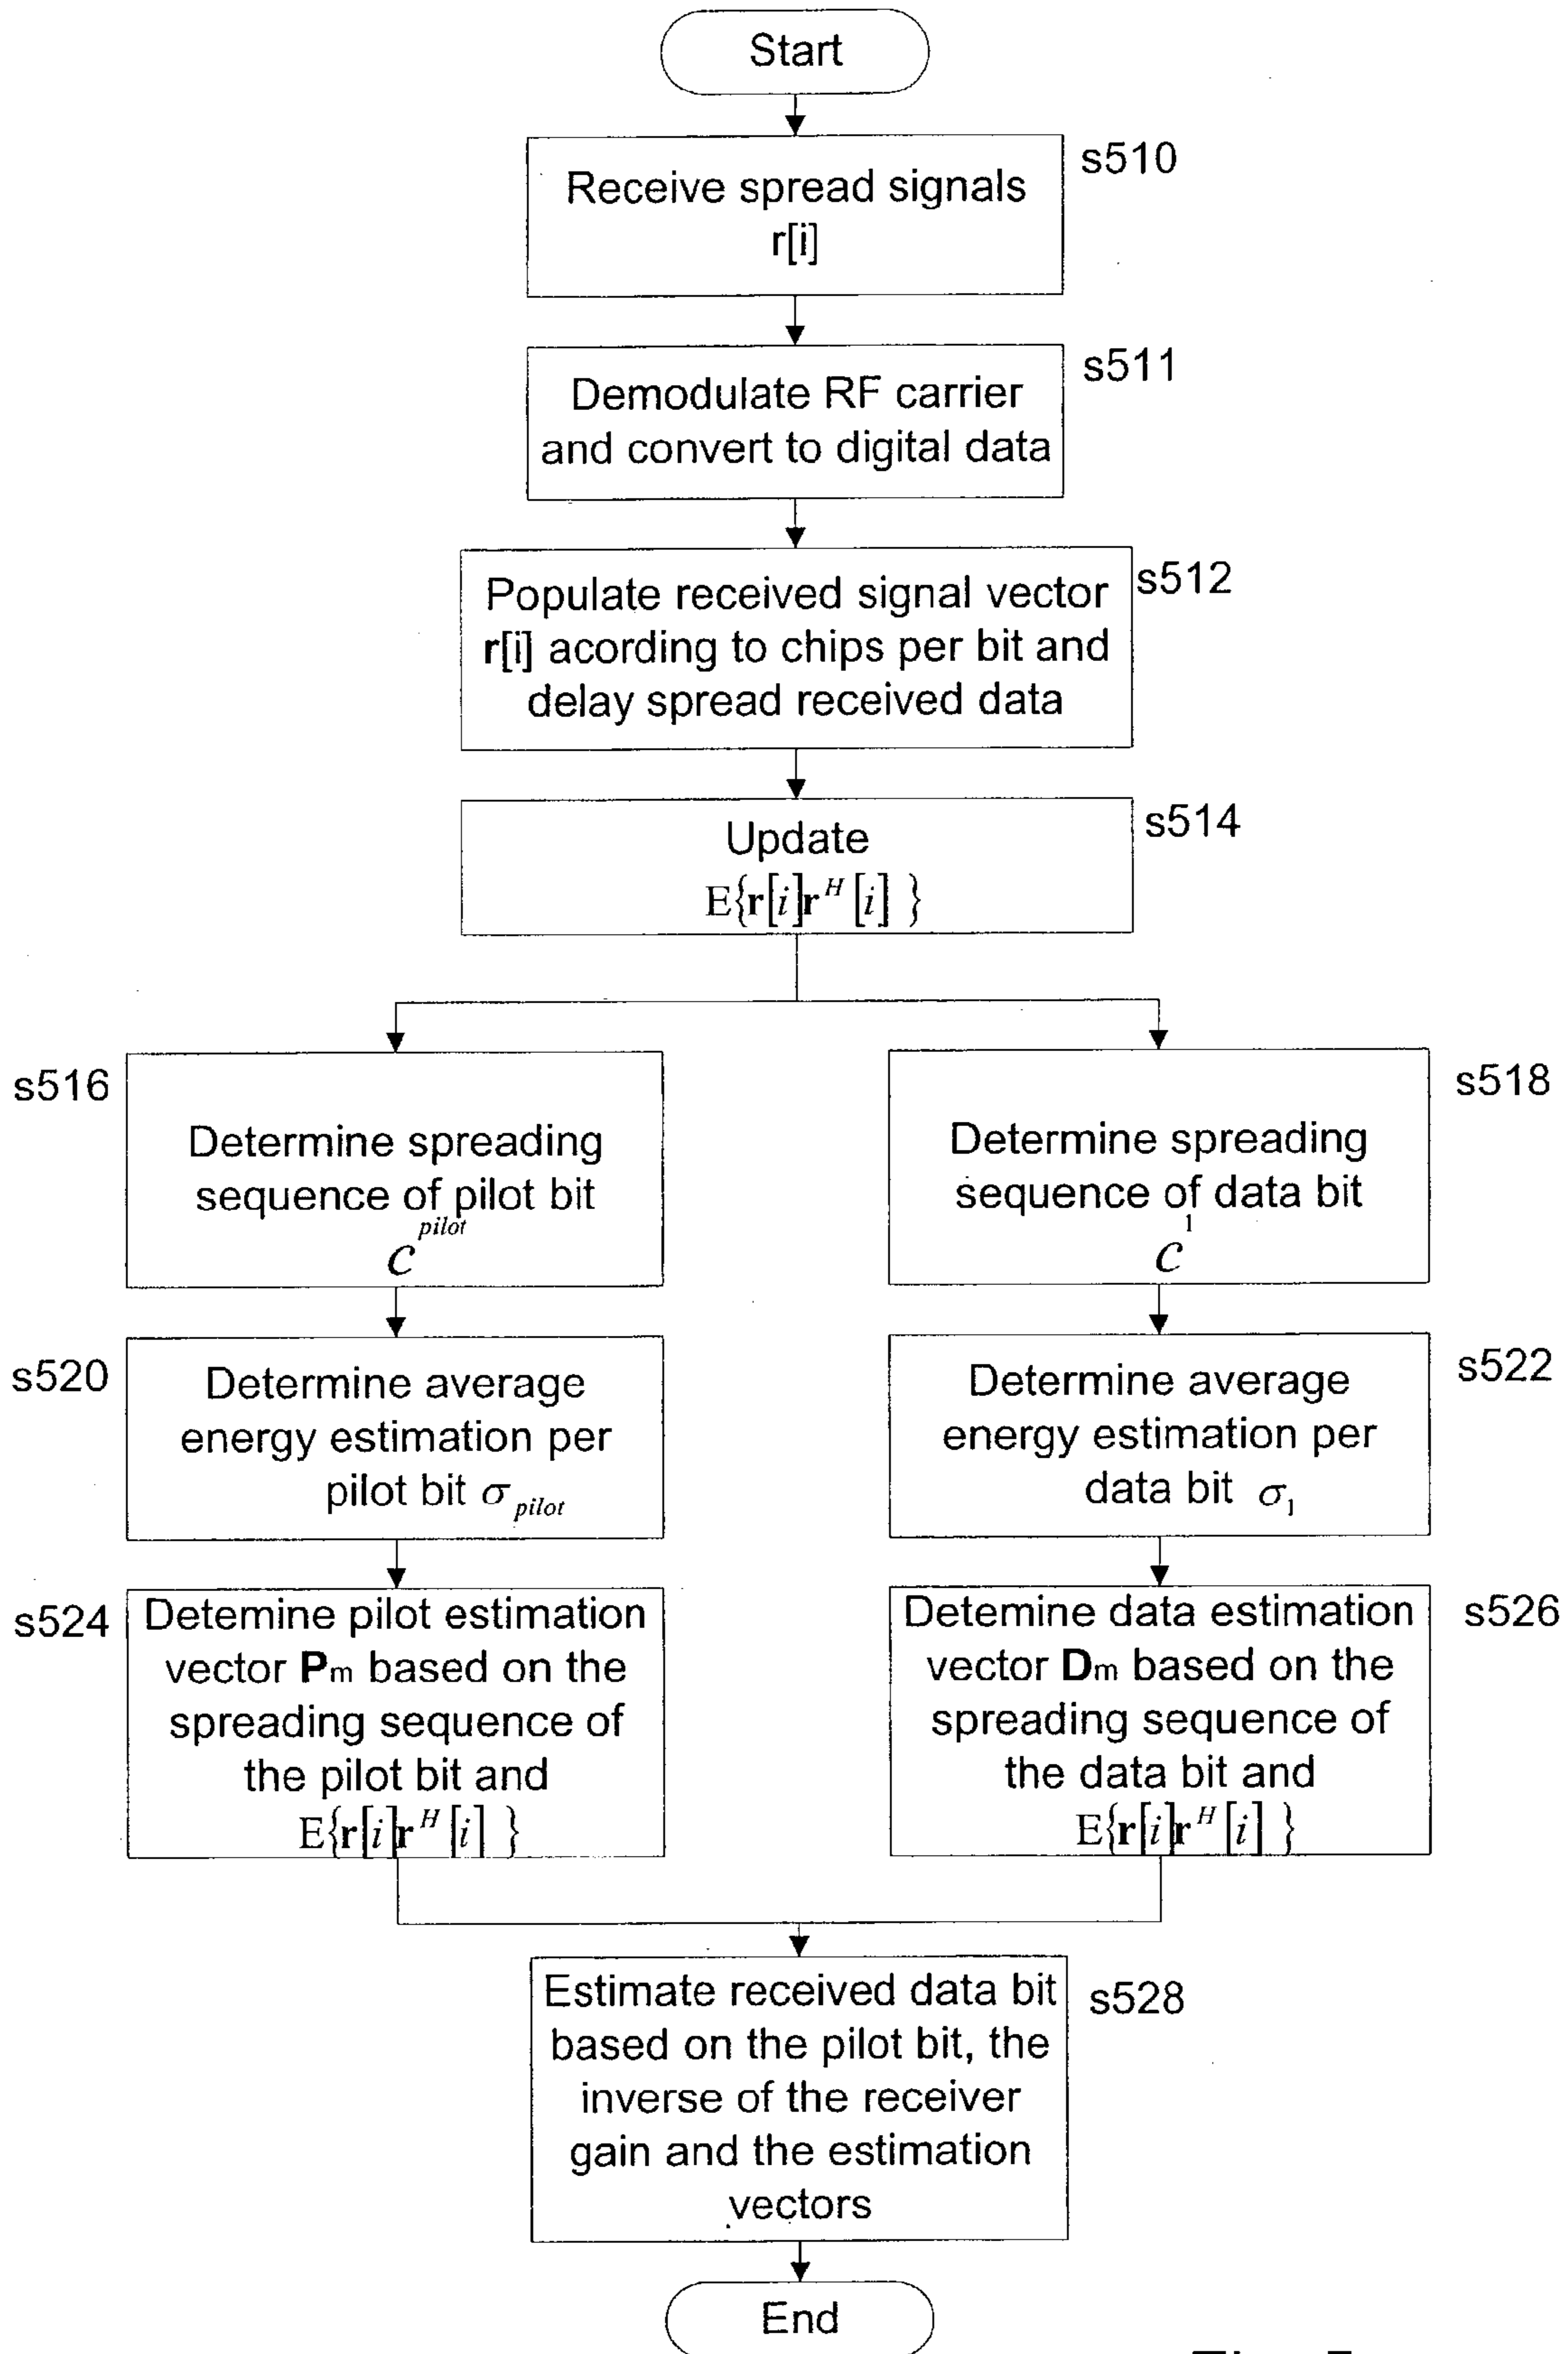 Start
s510
Receive spread signals
r[i]
s511
Demodulate RF carrier
and convert to digital data
s512
Populate received signal vector
r[i] acording to chips per bit and
delay spread received data
s514
Update
E{r[i]r^H[i] }
s516
Determine spreading
sequence of pilot bit
C^pilot
s518
Determine spreading
sequence of data bit
C^1
s520
Determine average
energy estimation per
pilot bit σ_pilot
s522
Determine average
energy estimation per
data bit σ_1
s524
Detemine pilot estimation
vector Pm based on the
spreading sequence of
the pilot bit and
E{r[i]r^H[i] }
s526
Detemine data estimation
vector Dm based on the
spreading sequence of
the data bit and
E{r[i]r^H[i] }
s528
Estimate received data bit
based on the pilot bit, the
inverse of the receiver
gain and the estimation
vectors
End